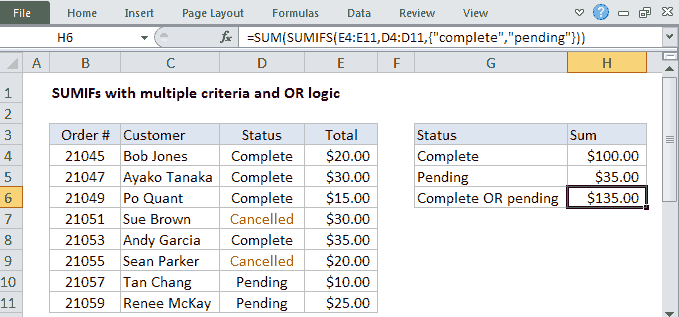 File Home Insert Page Layout Formulas Data Review View
H6 fx =SUM(SUMIFS(E4:E11,D4:D11,{"complete","pending"}))
A B C D E F G H
1 SUMIFs with multiple criteria and OR logic
2
3 Order # Customer Status Total Status Sum
4 21045 Bob Jones Complete $20.00 Complete $100.00
5 21047 Ayako Tanaka Complete $30.00 Pending $35.00
6 21049 Po Quant Complete $15.00 Complete OR pending $135.00
7 21051 Sue Brown Cancelled $30.00
8 21053 Andy Garcia Complete $35.00
9 21055 Sean Parker Cancelled $20.00
10 21057 Tan Chang Pending $10.00
11 21059 Renee McKay Pending $25.00